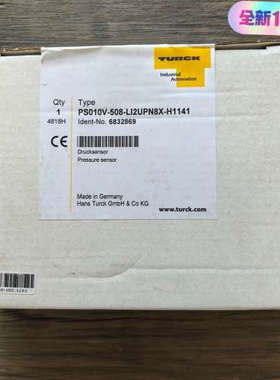 全新
TURCK
Industrial
Automation
Qty Type
1 PS010V-508-LI2UPN8X-H1141
4818H Ident-No. 6832869
CE
Drucksensor
Pressure sensor
Made in Germany
Hans Turck GmbH & Co KG
www.turck.com